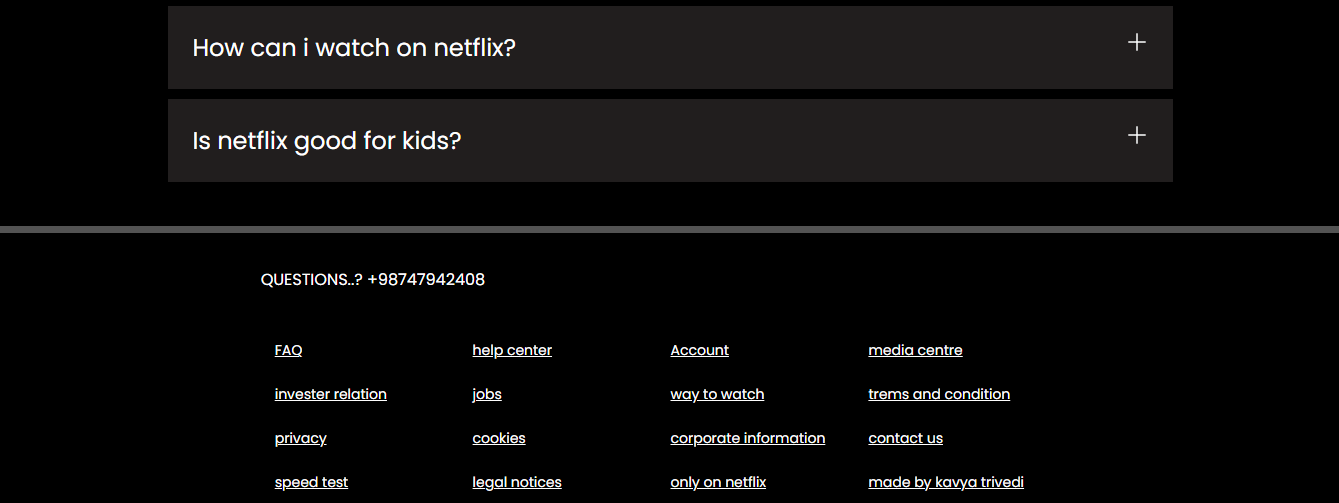 How can i watch on netflix?
Is netflix good for kids?
QUESTIONS..? +98747942408
FAQ help center Account media centre
invester relation jobs way to watch trems and condition
privacy cookies corporate information contact us
speed test legal notices only on netflix made by kavya trivedi